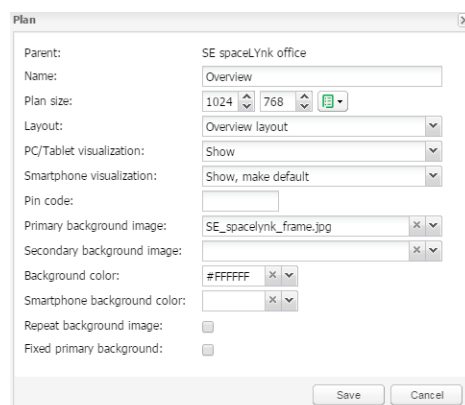 Plan
Parent: SE spaceLYnk office
Name: Overview
Plan size: 1024 768
Layout: Overview layout
PC/Tablet visualization: Show
Smartphone visualization: Show, make default
Pin code:
Primary background image: SE_spacelynk_frame.jpg
Secondary background image:
Background color: #FFFFFF
Smartphone background color:
Repeat background image:
Fixed primary background:
Save Cancel